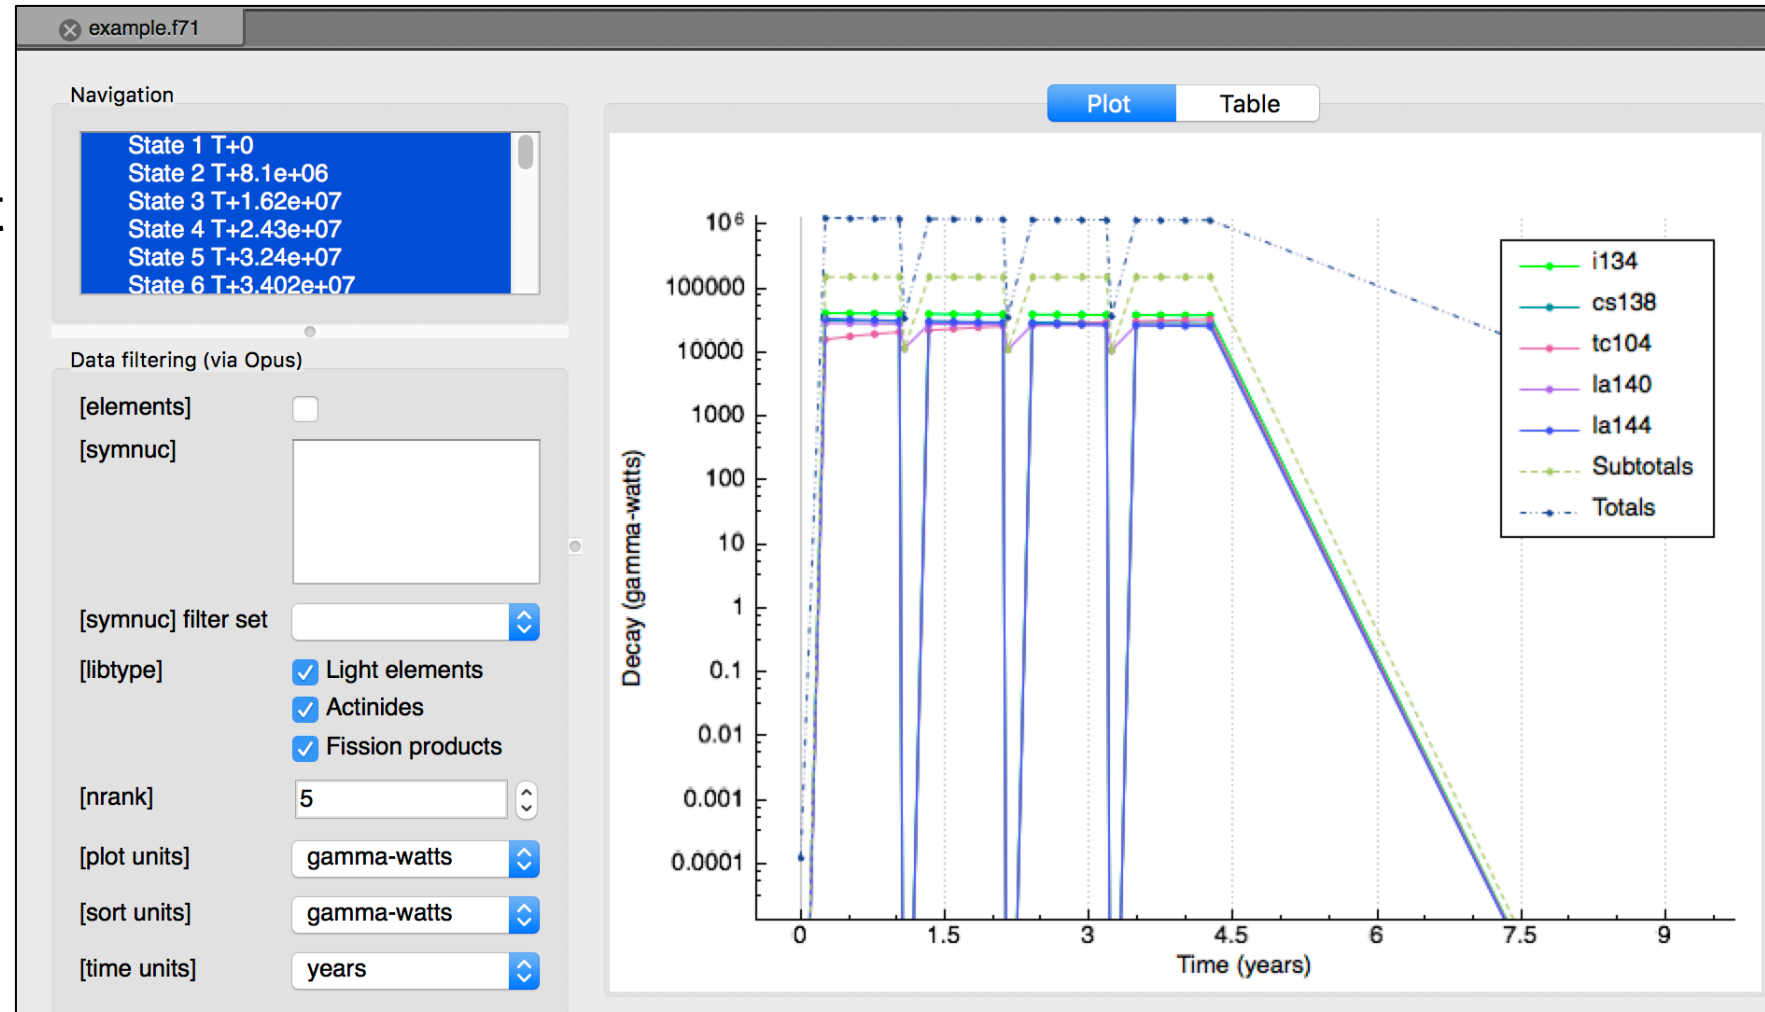 example.f71
Navigation
State 1 T+0
State 2 T+8.1e+06
State 3 T+1.62e+07
State 4 T+2.43e+07
State 5 T+3.24e+07
State 6 T+3.402e+07
Data filtering (via Opus)
[elements]
[symnuc]
[symnuc] filter set
[libtype]
Light elements
Actinides
Fission products
[nrank] 5
[plot units] gamma-watts
[sort units] gamma-watts
[time units] years
Plot Table
Decay (gamma-watts)
10⁶
100000
10000
1000
100
10
1
0.1
0.01
0.001
0.0001
0 1.5 3 4.5 6 7.5 9
Time (years)
i134
cs138
tc104
la140
la144
Subtotals
Totals